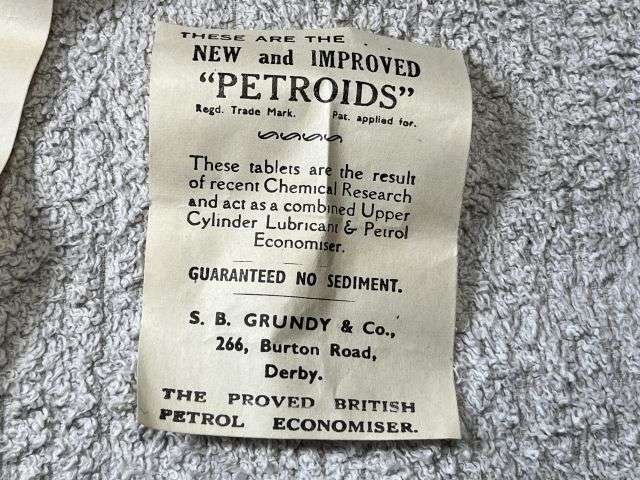 THESE ARE THE
NEW and IMPROVED
"PETROIDS"
Regd. Trade Mark. Pat. applied for.
These tablets are the result
of recent Chemical Research
and act as a combined Upper
Cylinder Lubricant & Petrol
Economiser.
GUARANTEED NO SEDIMENT.
S. B. GRUNDY & Co.,
266, Burton Road,
Derby.
THE PROVED BRITISH
PETROL ECONOMISER.